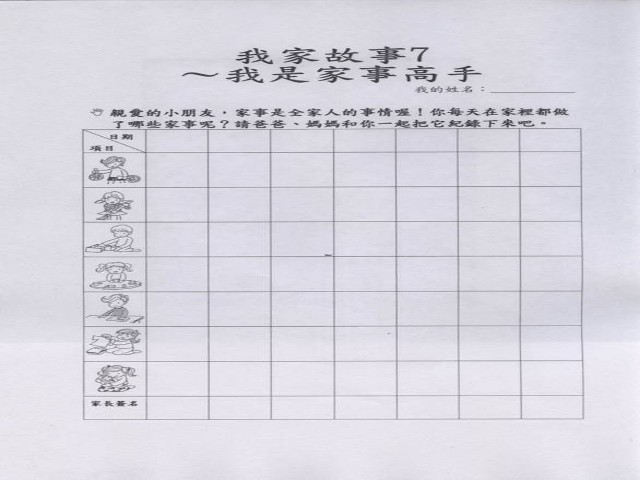 我家故事7
～我是家事高手
我的姓名：
親愛的小朋友，家事是全家人的事情喔！你每天在家裡都做
了哪些家事呢？請爸爸、媽媽和你一起把它紀錄下來吧。
日期
項目
家長簽名